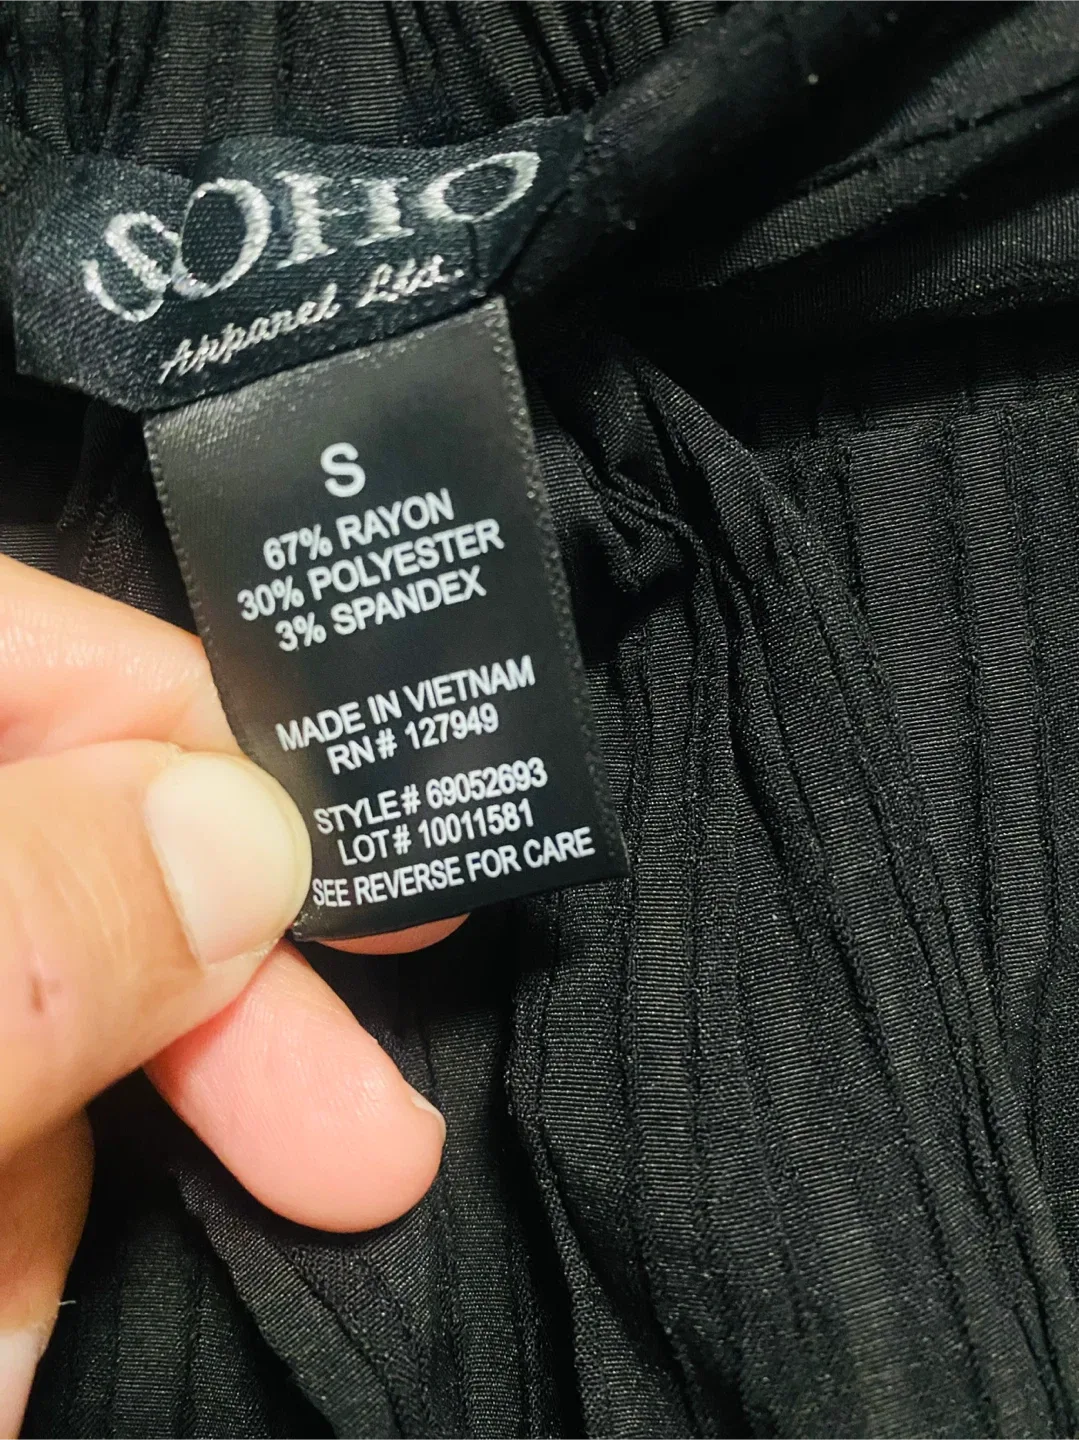 SOHO
Apparel Ltd.
S
67% RAYON
30% POLYESTER
3% SPANDEX
MADE IN VIETNAM
RN# 127949
STYLE# 69052693
LOT# 10011581
SEE REVERSE FOR CARE